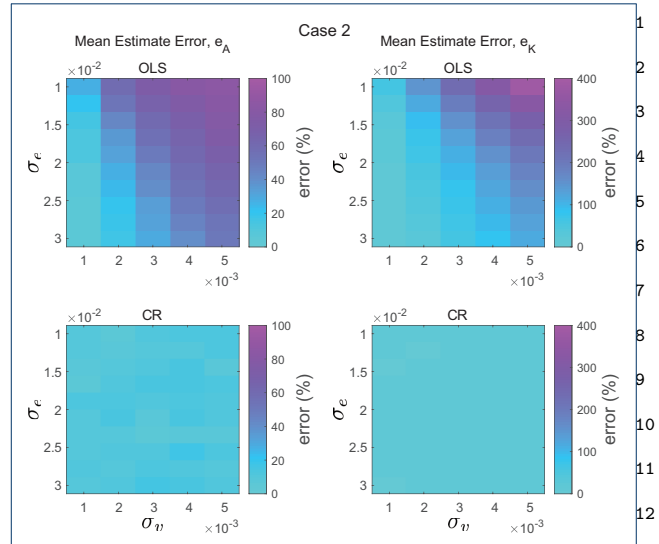 Case 2
Mean Estimate Error, e_A
Mean Estimate Error, e_K
×10⁻² OLS
×10⁻² OLS
1
1.5
2
2.5
3
σ_e
1 2 3 4 5
×10⁻³
100
80
60
40
20
0
error (%)
1
1.5
2
2.5
3
σ_e
1 2 3 4 5
×10⁻³
400
300
200
100
0
error (%)
×10⁻² CR
×10⁻² CR
1
1.5
2
2.5
3
σ_e
1 2 3 4 5
σ_v ×10⁻³
100
80
60
40
20
0
error (%)
1
1.5
2
2.5
3
σ_e
1 2 3 4 5
σ_v ×10⁻³
400
300
200
100
0
error (%)
1
2
3
4
5
6
7
8
9
10
11
12